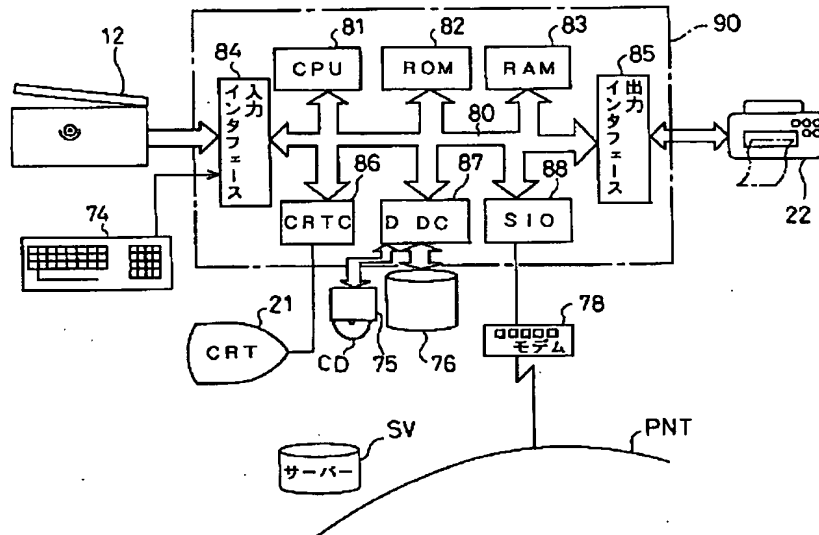 12
84
81
82
83
85
90
CPU
ROM
RAM
入力
インタフェース
80
出力
インタフェース
86
87
88
CRTC
D DC
SIO
22
74
21
CRT
CD
75
76
78
モデム
SV
サーバー
PNT